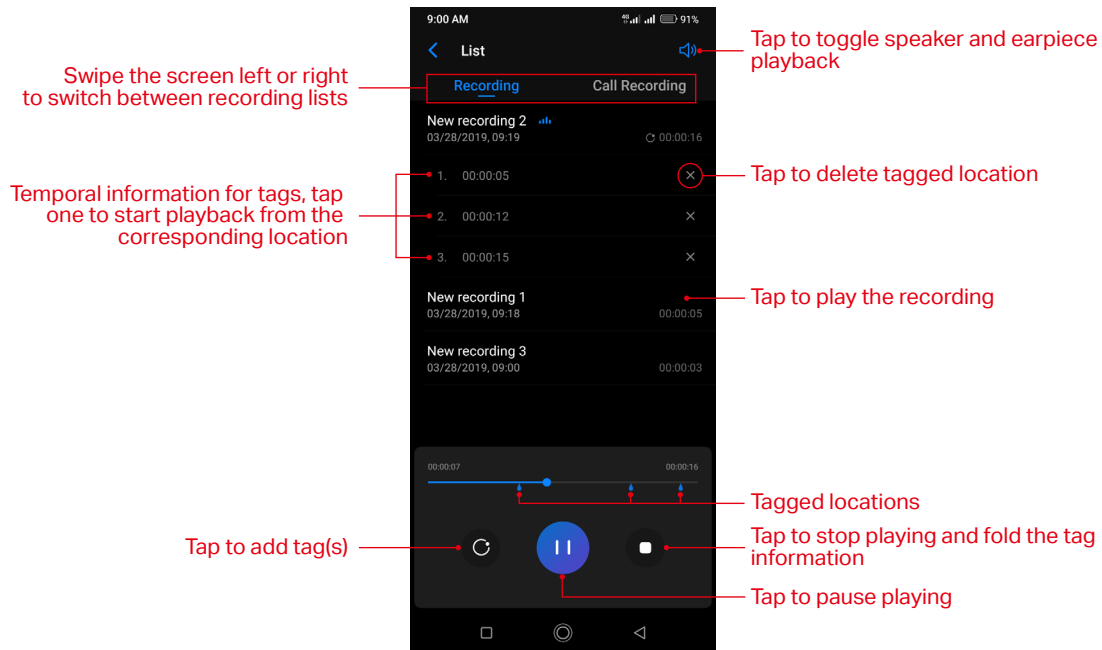 9:00 AM
4G 91%
List
Tap to toggle speaker and earpiece
playback
Swipe the screen left or right
to switch between recording lists
Recording
Call Recording
New recording 2
03/28/2019, 09:19
00:00:16
1. 00:00:05
Tap to delete tagged location
Temporal information for tags, tap
one to start playback from the
corresponding location
2. 00:00:12
3. 00:00:15
New recording 1
03/28/2019, 09:18
00:00:05
Tap to play the recording
New recording 3
03/28/2019, 09:00
00:00:03
00:00:07
00:00:16
Tagged locations
Tap to add tag(s)
Tap to stop playing and fold the tag
information
Tap to pause playing